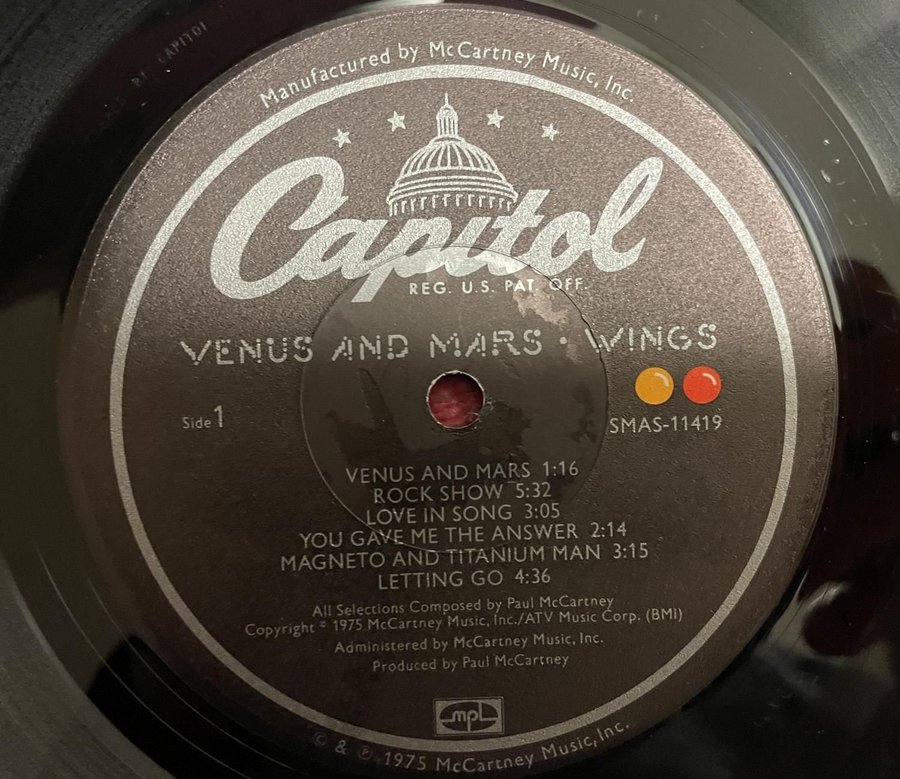 BY CAPITOL
Manufactured by McCartney Music, Inc.
Capitol
REG. U.S. PAT. OFF.
VENUS AND MARS • WINGS
Side 1
SMAS-11419
VENUS AND MARS 1:16
ROCK SHOW 5:32
LOVE IN SONG 3:05
YOU GAVE ME THE ANSWER 2:14
MAGNETO AND TITANIUM MAN 3:15
LETTING GO 4:36
All Selections Composed by Paul McCartney
Copyright © 1975 McCartney Music, Inc./ATV Music Corp. (BMI)
Administered by McCartney Music, Inc.
Produced by Paul McCartney
mpl
© & ℗ 1975 McCartney Music, Inc.